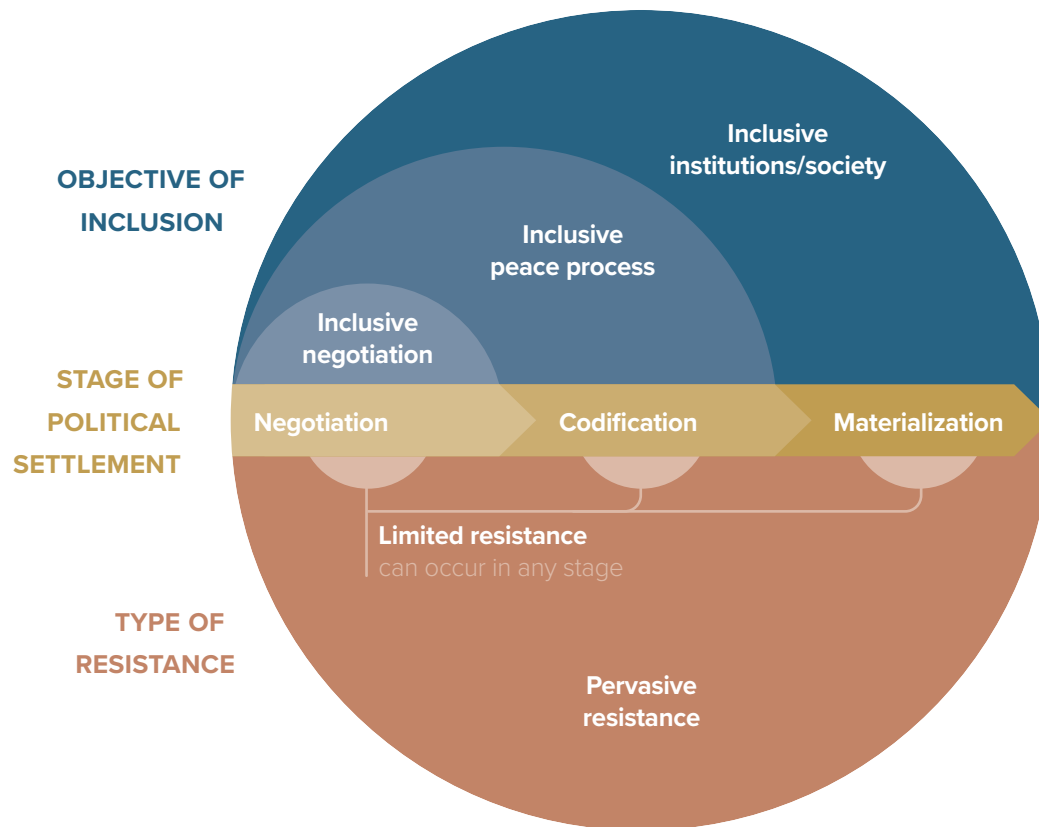 OBJECTIVE OF
INCLUSION
Inclusive
institutions/society
Inclusive
peace process
Inclusive
negotiation
STAGE OF
POLITICAL
SETTLEMENT
Negotiation
Codification
Materialization
Limited resistance
can occur in any stage
TYPE OF
RESISTANCE
Pervasive
resistance